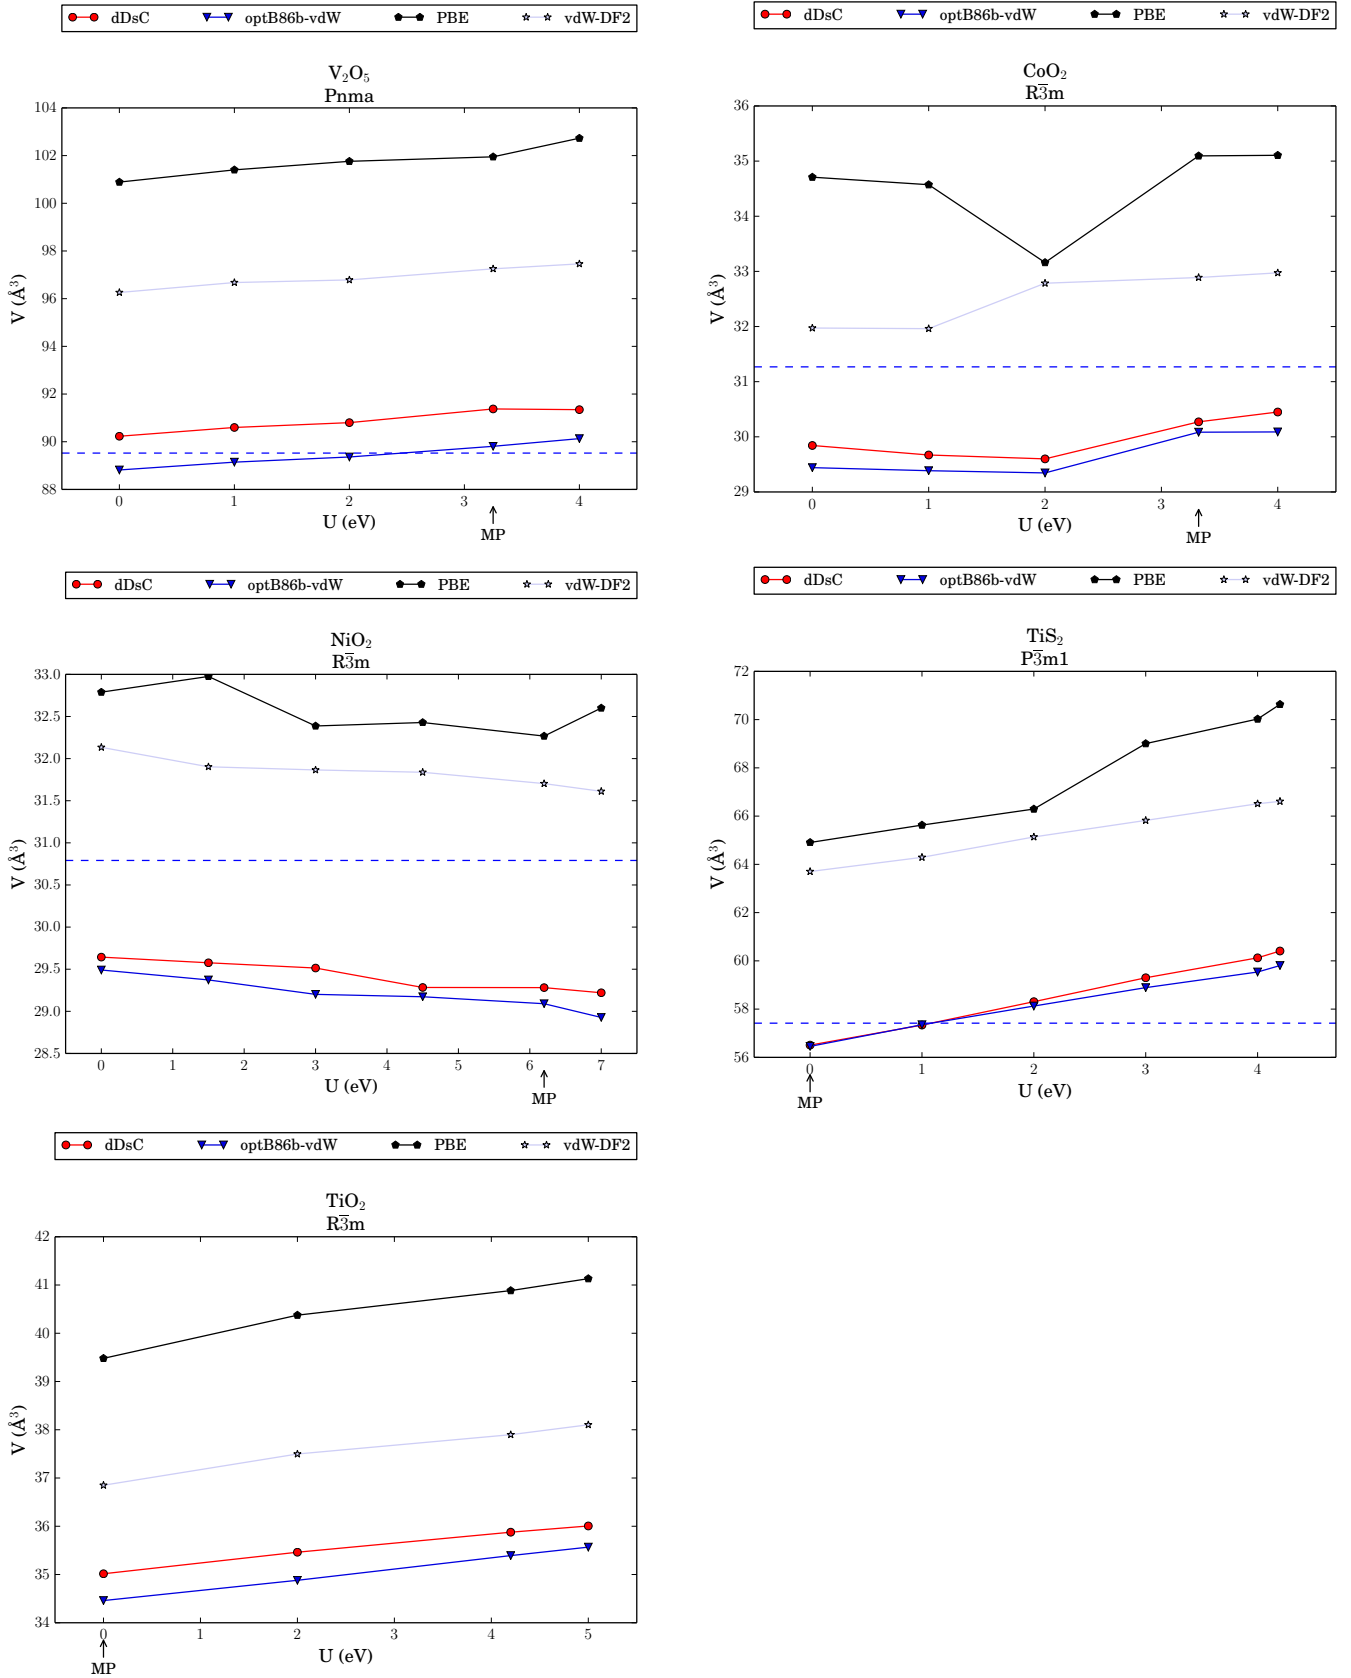 dDsC optB86b-vdW PBE vdW-DF2
V₂O₅
Pnma
104
102
100
98
96
94
92
90
88
V (Å³)
0 1 2 3 4
U (eV)
MP
dDsC optB86b-vdW PBE vdW-DF2
CoO₂
R3̅m
36
35
34
33
32
31
30
29
V (Å³)
0 1 2 3 4
U (eV)
MP
dDsC optB86b-vdW PBE vdW-DF2
NiO₂
R3̅m
33.0
32.5
32.0
31.5
31.0
30.5
30.0
29.5
29.0
28.5
V (Å³)
0 1 2 3 4 5 6 7
U (eV)
MP
dDsC optB86b-vdW PBE vdW-DF2
TiS₂
P3̅m1
72
70
68
66
64
62
60
58
56
V (Å³)
0 1 2 3 4
U (eV)
MP
dDsC optB86b-vdW PBE vdW-DF2
TiO₂
R3̅m
42
41
40
39
38
37
36
35
34
V (Å³)
0 1 2 3 4 5
U (eV)
MP